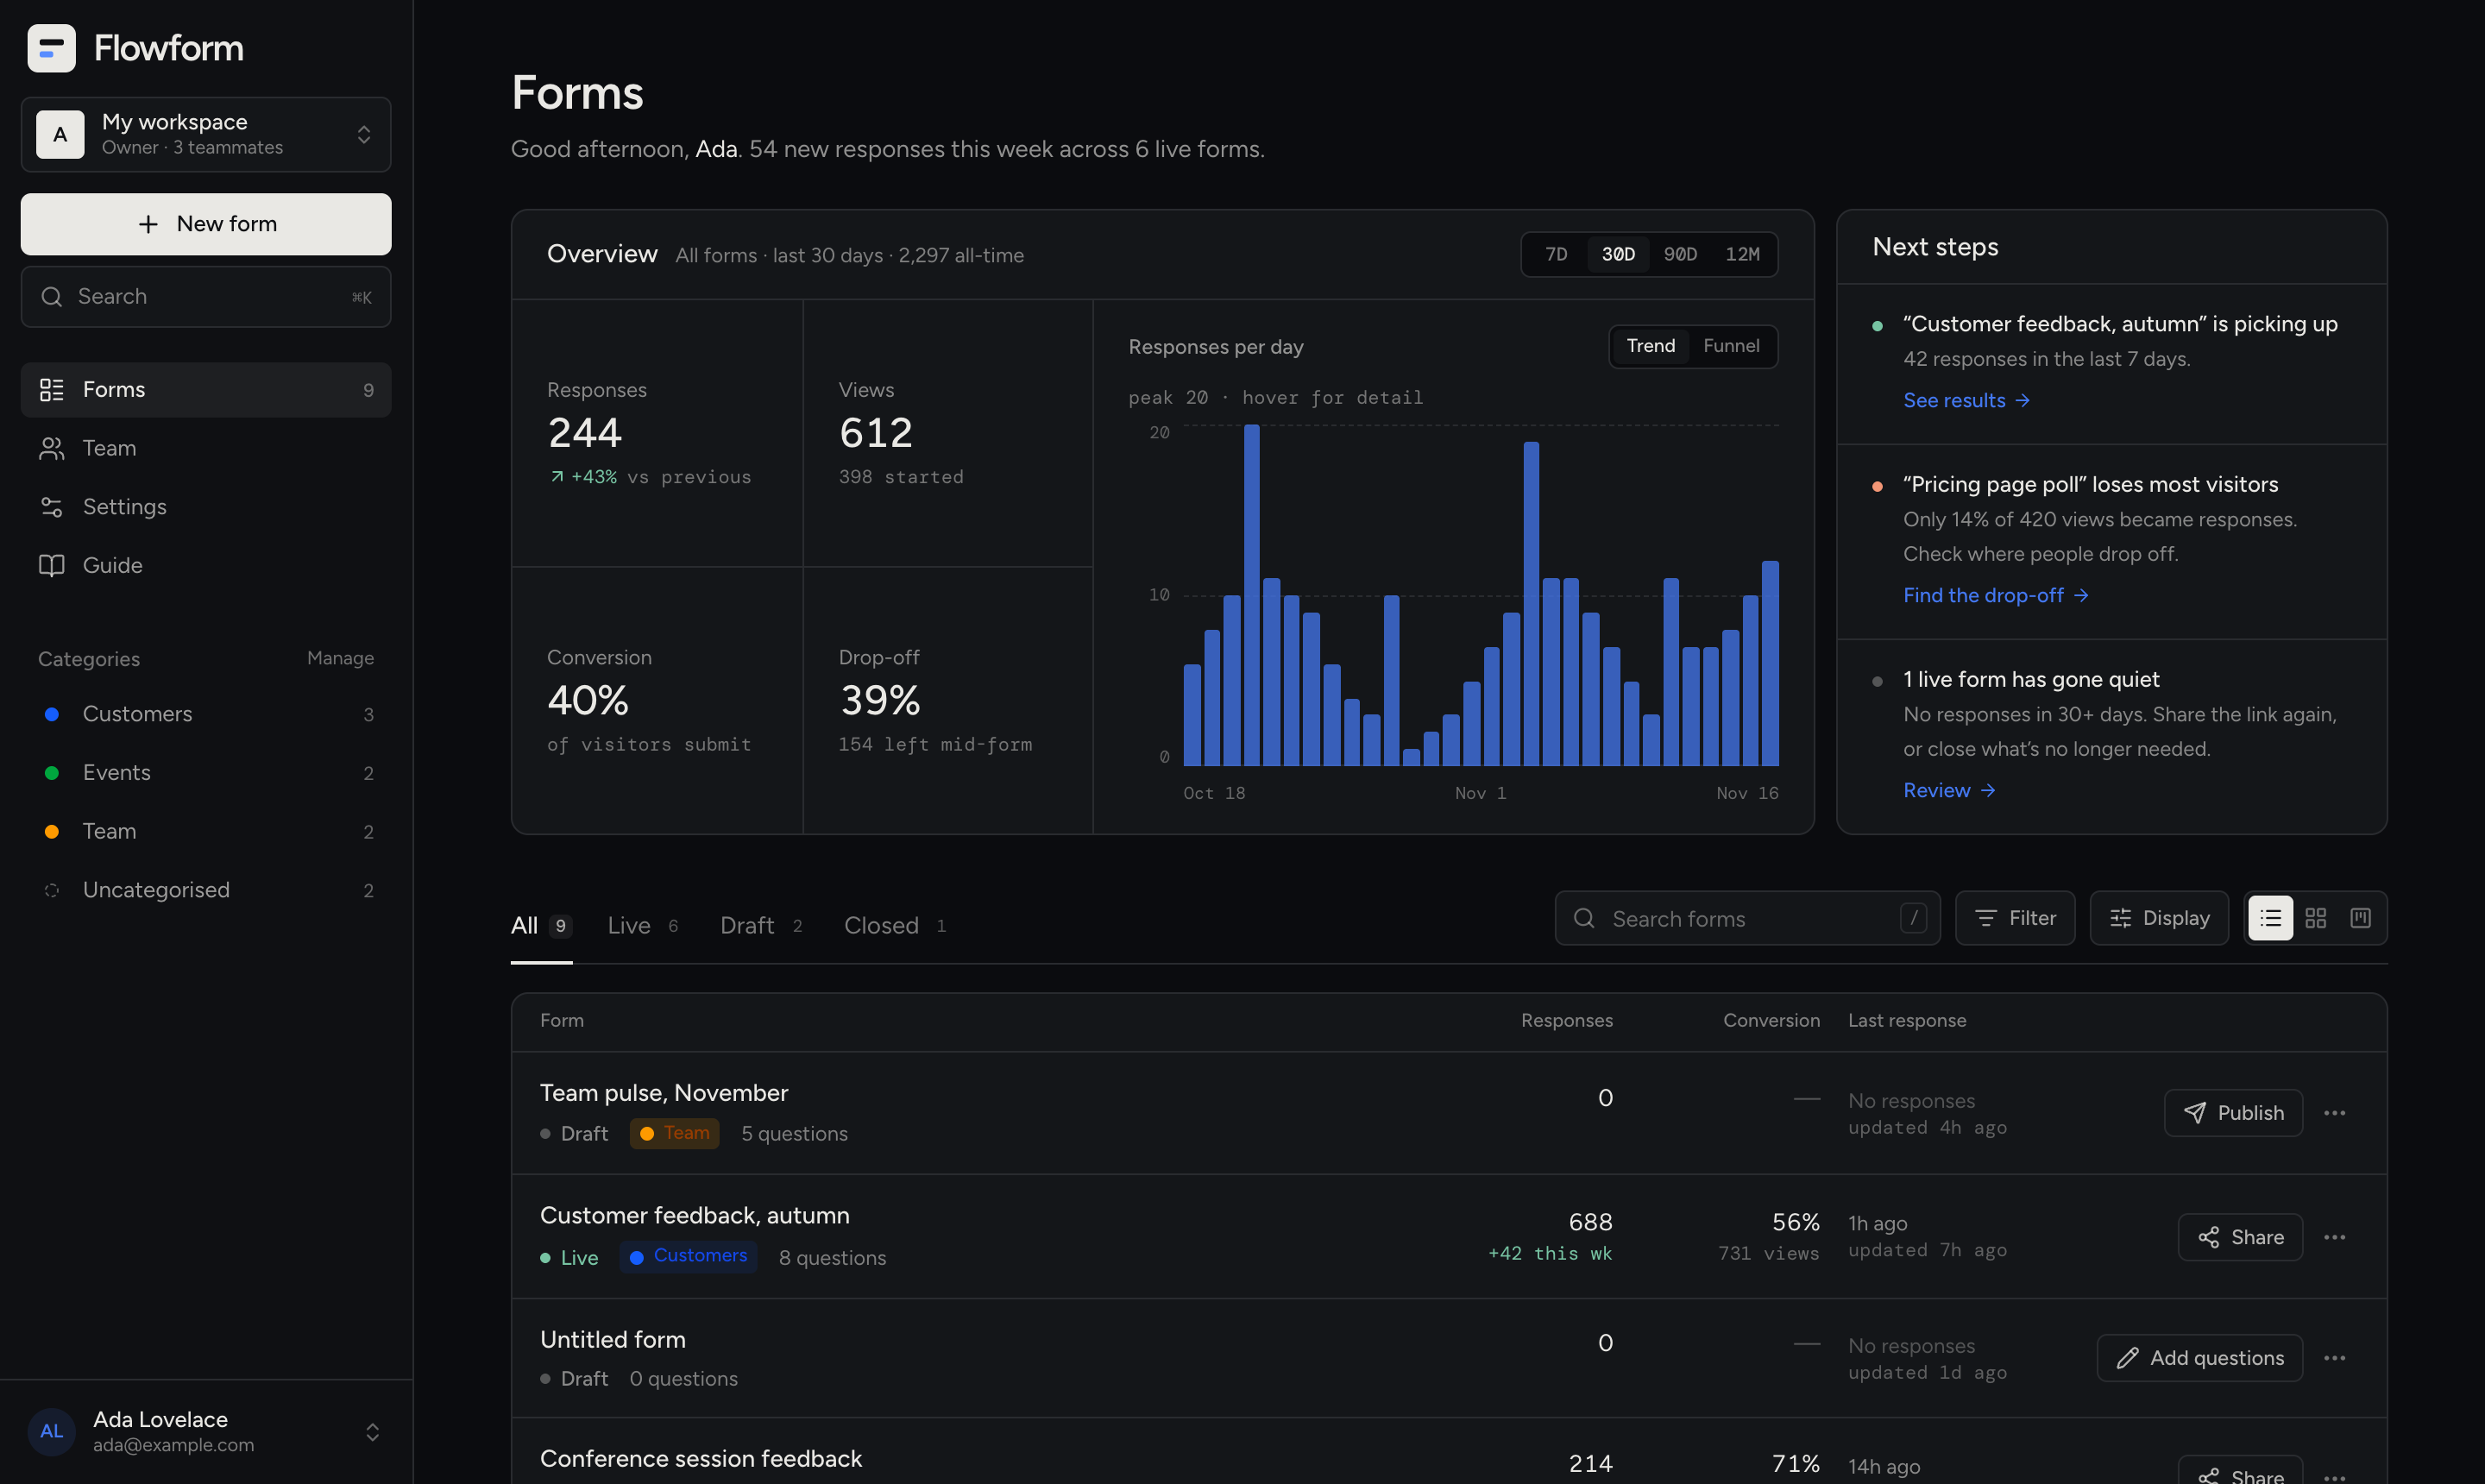 Flowform
A
My workspace
Owner · 3 teammates
New form
Search ⌘K
Forms 9
Team
Settings
Guide
Categories Manage
Customers 3
Events 2
Team 2
Uncategorised 2
AL
Ada Lovelace
ada@example.com
Forms
Good afternoon, Ada. 54 new responses this week across 6 live forms.
Overview All forms · last 30 days · 2,297 all-time
7D 30D 90D 12M
Responses
244
+43% vs previous
Views
612
398 started
Conversion
40%
of visitors submit
Drop-off
39%
154 left mid-form
Responses per day
Trend Funnel
peak 20 · hover for detail
20
10
0
Oct 18 Nov 1 Nov 16
Next steps
“Customer feedback, autumn” is picking up
42 responses in the last 7 days.
See results →
“Pricing page poll” loses most visitors
Only 14% of 420 views became responses.
Check where people drop off.
Find the drop-off →
1 live form has gone quiet
No responses in 30+ days. Share the link again,
or close what’s no longer needed.
Review →
All 9 Live 6 Draft 2 Closed 1
Search forms /
Filter
Display
Form Responses Conversion Last response
Team pulse, November
Draft Team 5 questions
0 —
No responses
updated 4h ago
Publish
Customer feedback, autumn
Live Customers 8 questions
688
+42 this wk
56%
731 views
1h ago
updated 7h ago
Share
Untitled form
Draft 0 questions
0 —
No responses
updated 1d ago
Add questions
Conference session feedback
214 71% 14h ago
Share